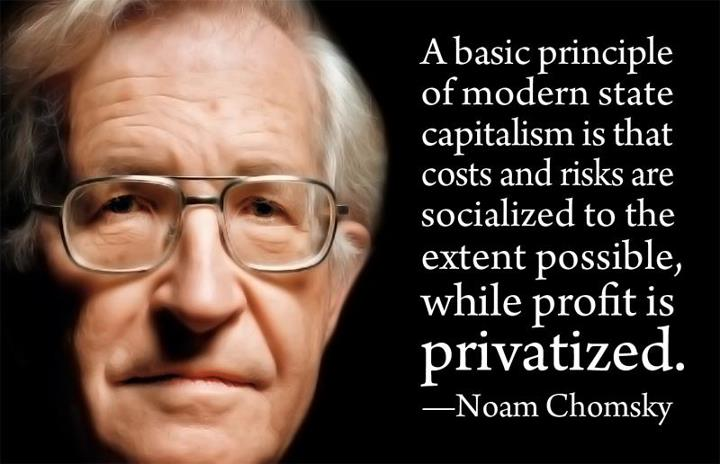 A basic principle
of modern state
capitalism is that
costs and risks are
socialized to the
extent possible,
while profit is
privatized.
—Noam Chomsky